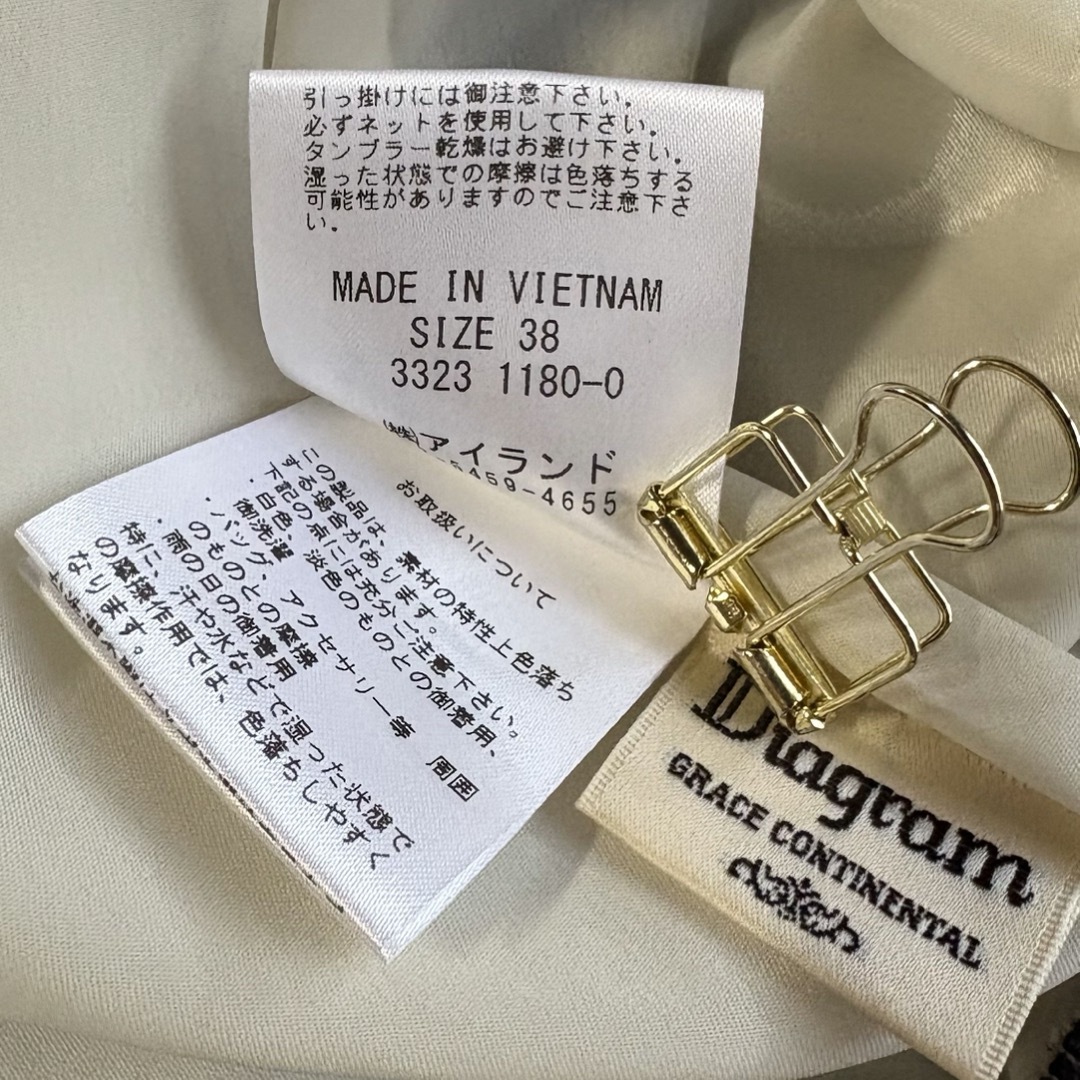 引っ掛けには御注意下さい。
必ずネットを使用して下さい。
タンブラー乾燥はお避け下さい。
湿った状態での摩擦は色落ちする
可能性がありますのでご注意下さ
い。
MADE IN VIETNAM
SIZE 38
3323 1180-0
㈱アイランド
59-4655
お取扱いについて
この製品は、素材の特性上色落ち
する場合があります。
下記の点には充分ご注意下さい。
・白色、淡色のものとの御着用、
御洗濯
・バッグ、アクセサリー等 周囲
のものとの摩擦
・雨の日の御着用
特に、汗や水などで湿った状態で
の摩擦作用では、色落ちしやすく
なります。
Diagram
GRACE CONTINENTAL